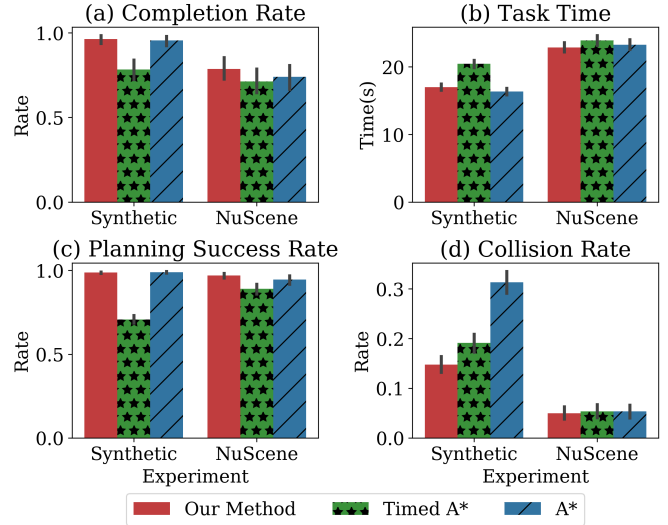 (a) Completion Rate
1.0
0.5
0.0
Rate
Synthetic
NuScene
(b) Task Time
20
10
0
Time(s)
Synthetic
NuScene
(c) Planning Success Rate
1.0
0.5
0.0
Rate
Synthetic
NuScene
Experiment
(d) Collision Rate
0.3
0.2
0.1
0.0
Rate
Synthetic
NuScene
Experiment
Our Method
Timed A*
A*